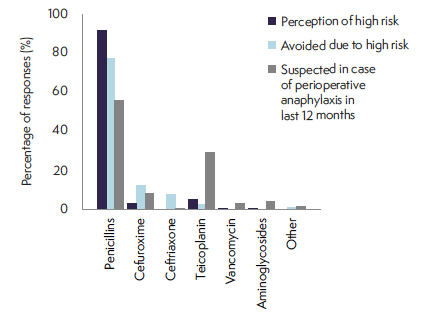 100
80
60
40
20
0
Percentage of responses (%)
Perception of high risk
Avoided due to high risk
Suspected in case
of perioperative
anaphylaxis in
last 12 months
Penicillins
Cefuroxime
Ceftriaxone
Teicoplanin
Vancomycin
Aminoglycosides
Other